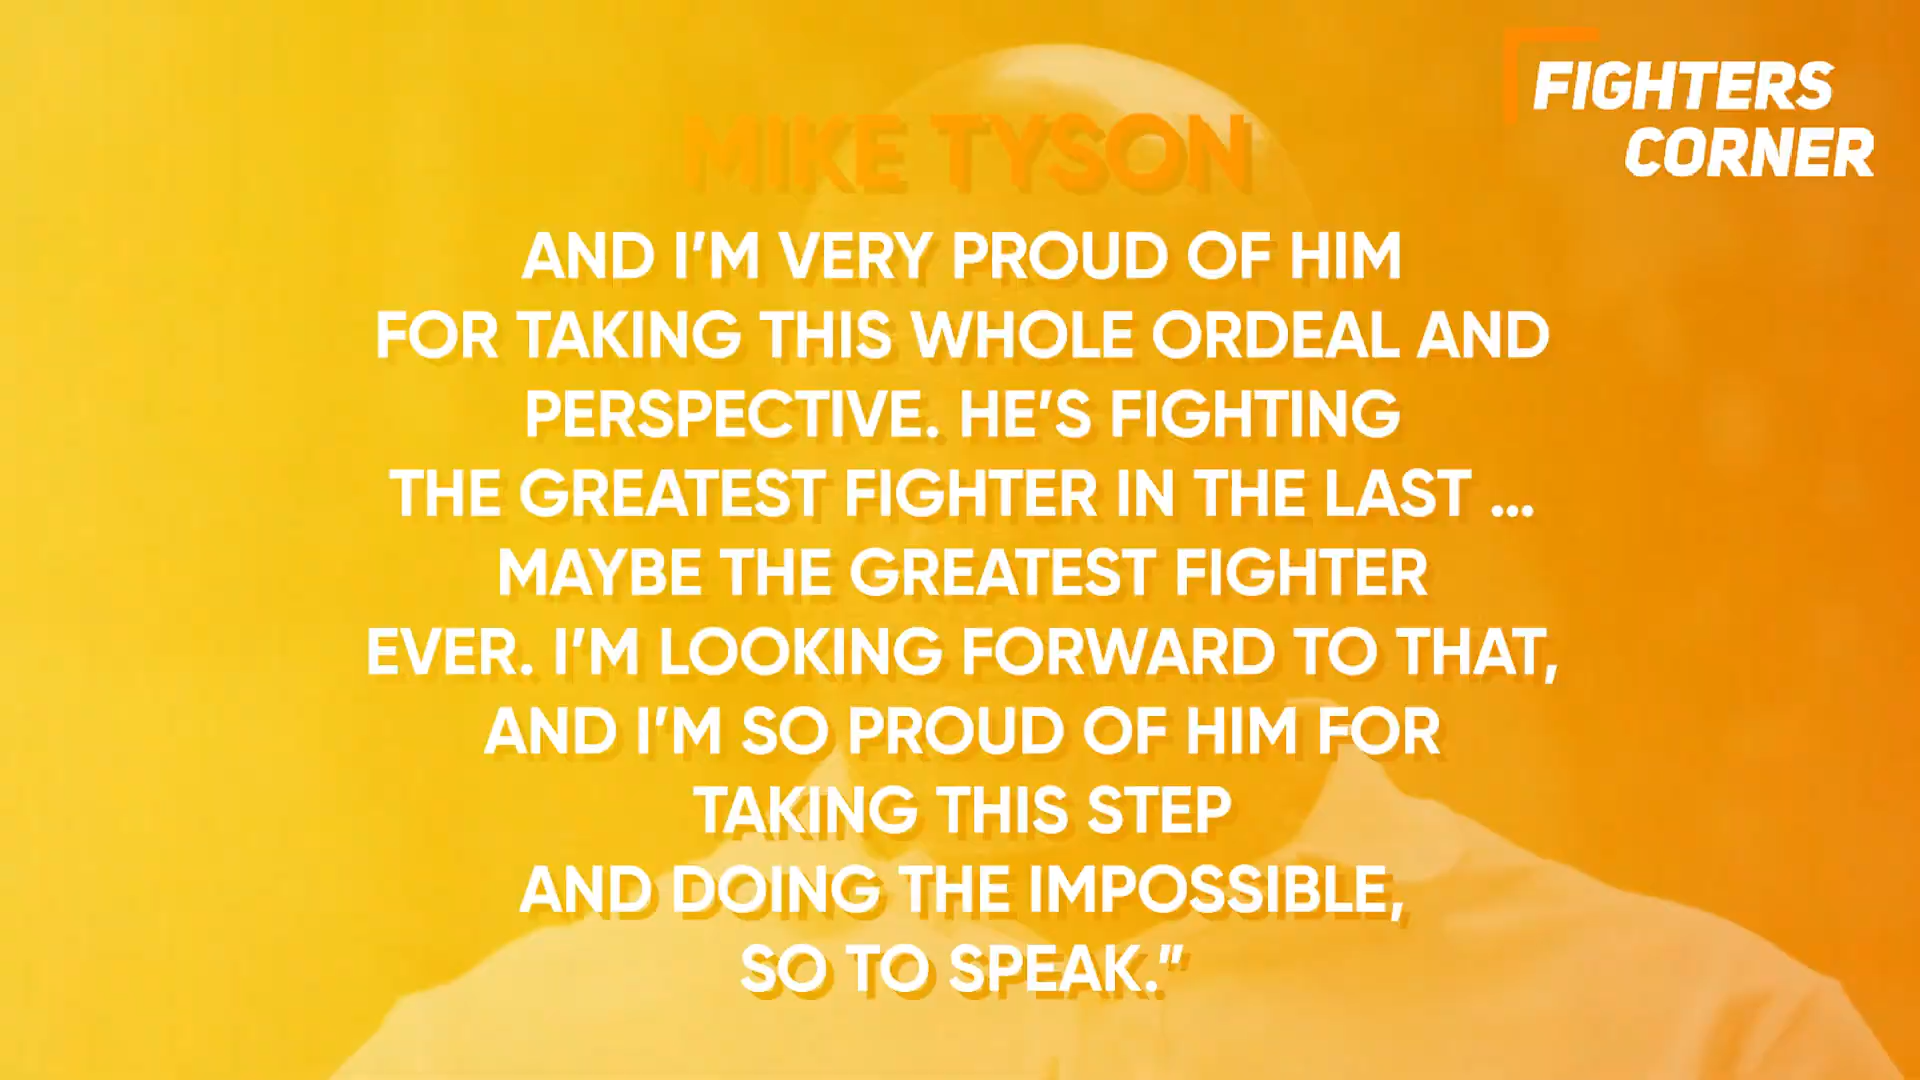 FIGHTERS
CORNER
MIKE TYSON
AND I’M VERY PROUD OF HIM
FOR TAKING THIS WHOLE ORDEAL AND
PERSPECTIVE. HE’S FIGHTING
THE GREATEST FIGHTER IN THE LAST ...
MAYBE THE GREATEST FIGHTER
EVER. I’M LOOKING FORWARD TO THAT,
AND I’M SO PROUD OF HIM FOR
TAKING THIS STEP
AND DOING THE IMPOSSIBLE,
SO TO SPEAK.”